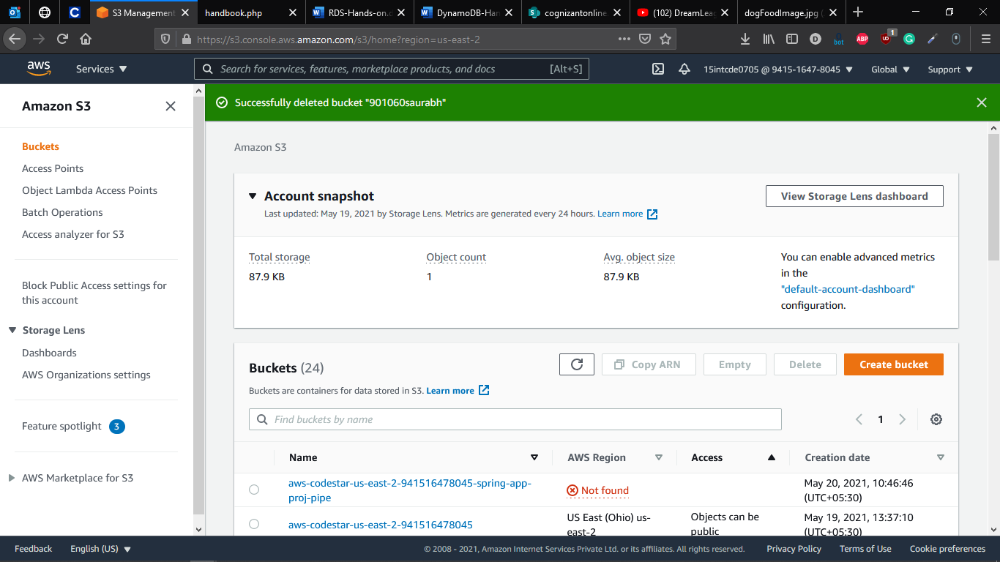 S3 Management
handbook.php
RDS-Hands-on.d
DynamoDB-Han
cognizantonline.
(102) DreamLeag
dogFoodImage.jpg (
https://s3.console.aws.amazon.com/s3/home?region=us-east-2
D
bot
ABP
UD
1
G
aws
Services
Search for services, features, marketplace products, and docs
[Alt+S]
15intcde0705 @ 9415-1647-8045
Global
Support
Amazon S3
Buckets
Access Points
Object Lambda Access Points
Batch Operations
Access analyzer for S3
Block Public Access settings for
this account
Storage Lens
Dashboards
AWS Organizations settings
Feature spotlight 3
AWS Marketplace for S3
Successfully deleted bucket "901060saurabh"
Amazon S3
Account snapshot
View Storage Lens dashboard
Last updated: May 19, 2021 by Storage Lens. Metrics are generated every 24 hours. Learn more
Total storage
87.9 KB
Object count
1
Avg. object size
87.9 KB
You can enable advanced metrics
in the
"default-account-dashboard"
configuration.
Buckets (24)
Copy ARN
Empty
Delete
Create bucket
Buckets are containers for data stored in S3. Learn more
Find buckets by name
1
Name
AWS Region
Access
Creation date
aws-codestar-us-east-2-941516478045-spring-app-
proj-pipe
Not found
May 20, 2021, 10:46:46
(UTC+05:30)
aws-codestar-us-east-2-941516478045
US East (Ohio) us-
east-2
Objects can be
public
May 19, 2021, 13:37:10
(UTC+05:30)
Feedback
English (US)
© 2008 - 2021, Amazon Internet Services Private Ltd. or its affiliates. All rights reserved.
Privacy Policy
Terms of Use
Cookie preferences